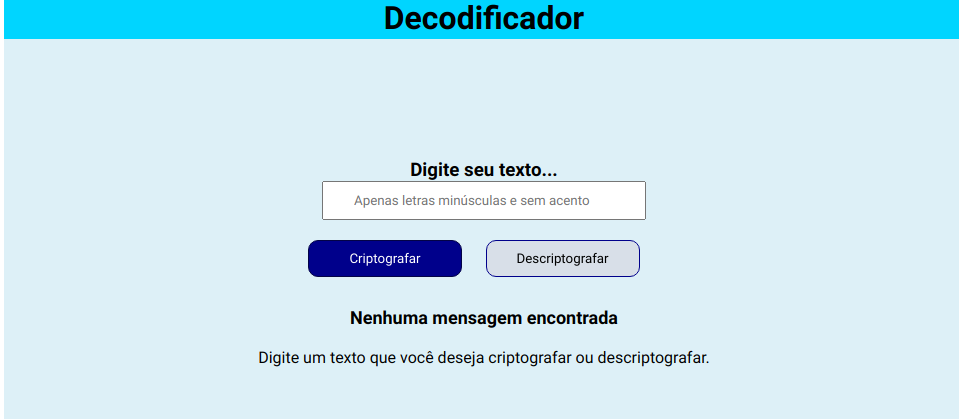 Decodificador
Digite seu texto...
Apenas letras minúsculas e sem acento
Criptografar
Descriptografar
Nenhuma mensagem encontrada
Digite um texto que você deseja criptografar ou descriptografar.